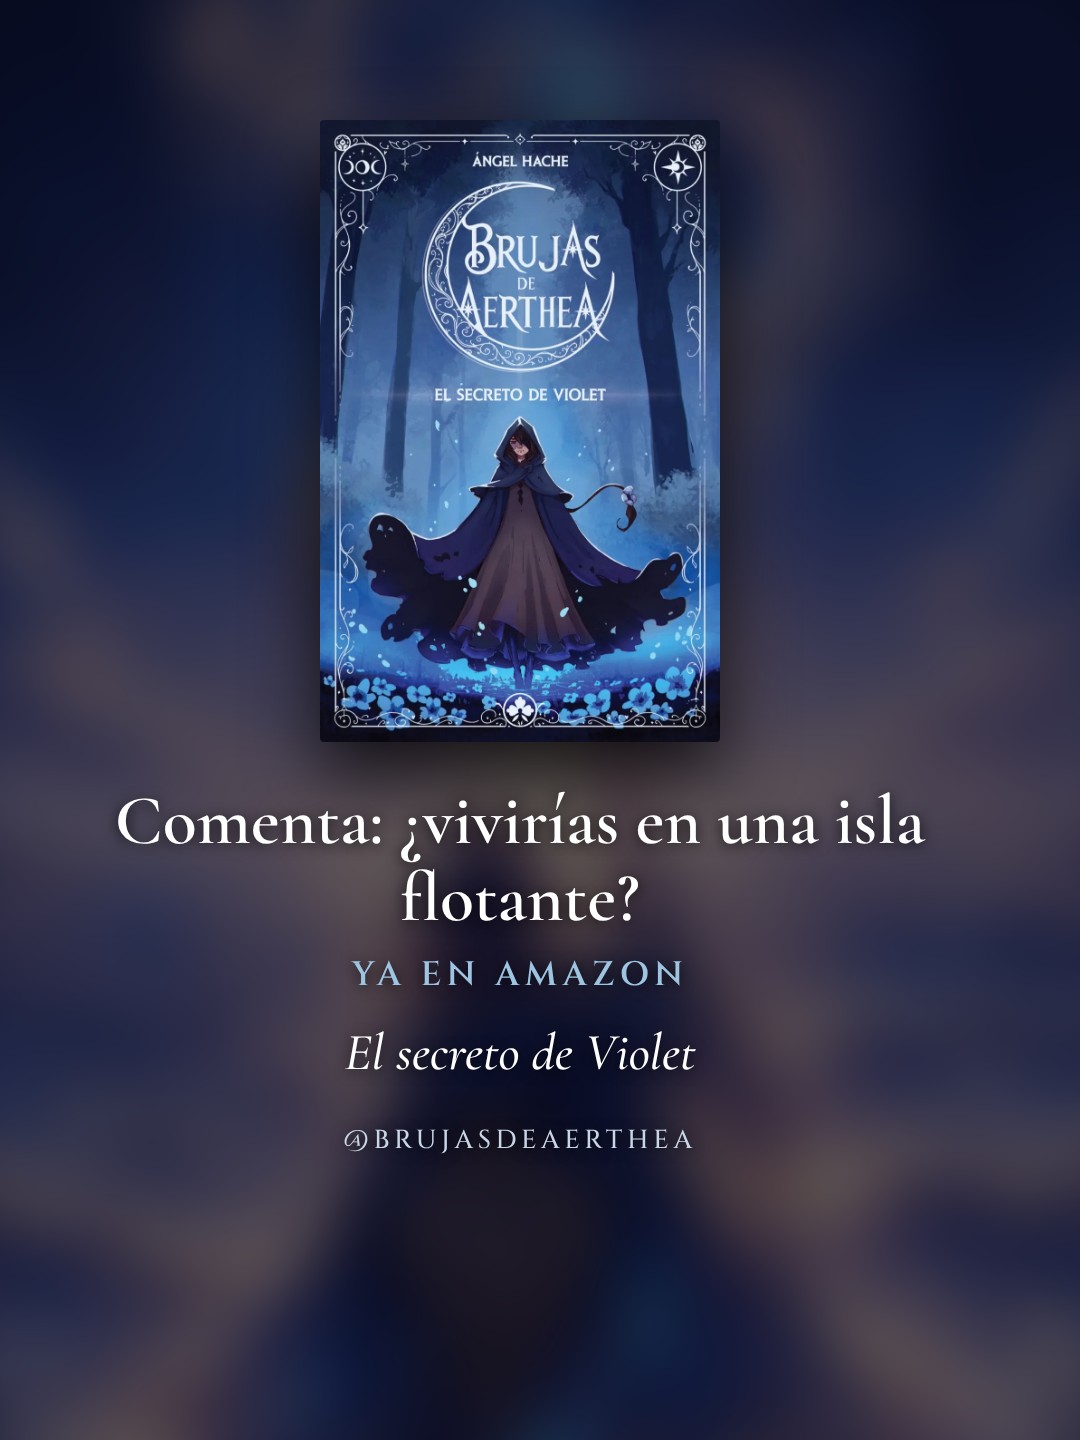 ÁNGEL HACHE
BRUJAS
DE
AERTHEA
EL SECRETO DE VIOLET
Comenta: ¿vivirías en una isla
flotante?
YA EN AMAZON
El secreto de Violet
@BRUJASDEAERTHEA